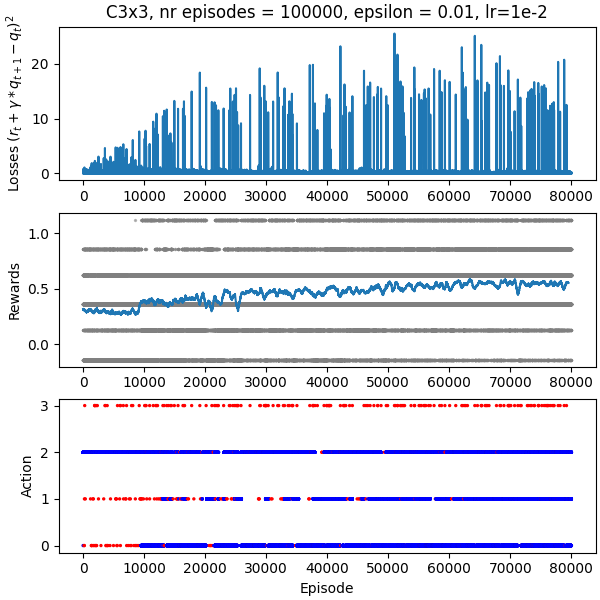 C3x3, nr episodes = 100000, epsilon = 0.01, lr=1e-2
Losses $(r_t + \gamma * q_{t+1} - q_t)^2$
20
10
0
0 10000 20000 30000 40000 50000 60000 70000 80000
Rewards
1.0
0.5
0.0
0 10000 20000 30000 40000 50000 60000 70000 80000
Action
3
2
1
0
0 10000 20000 30000 40000 50000 60000 70000 80000
Episode